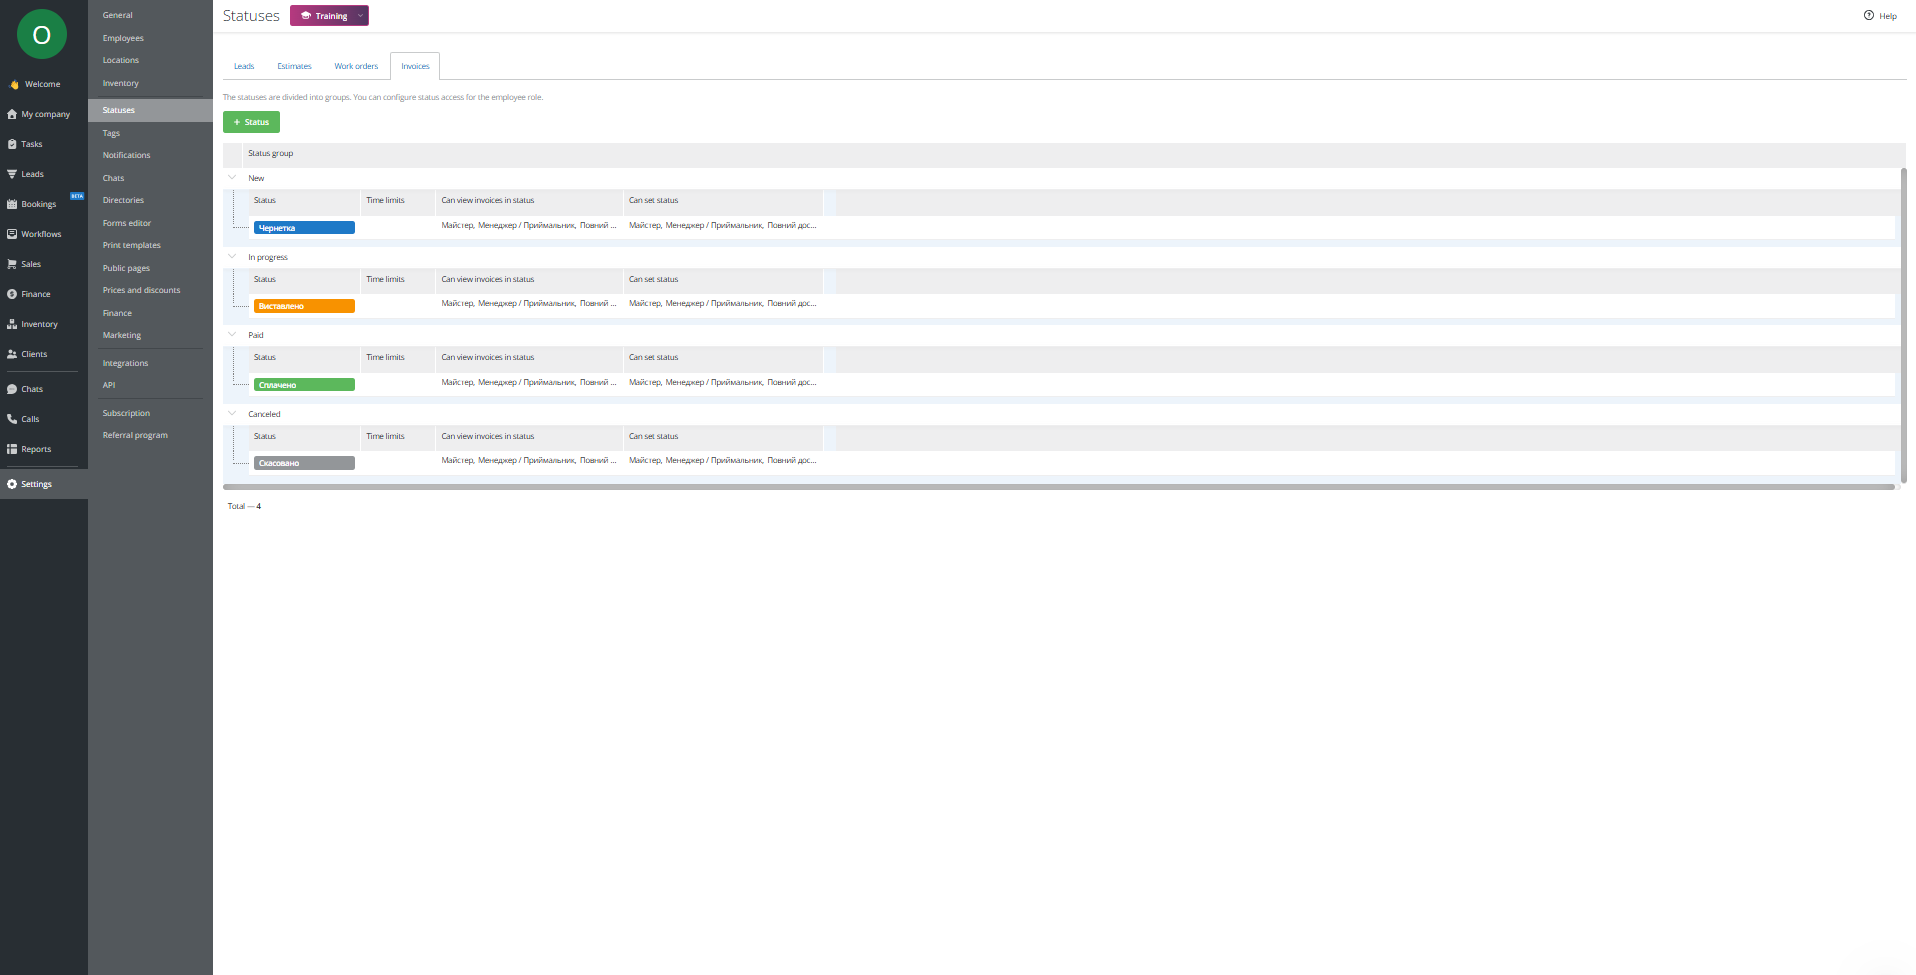 O
Welcome
My company
Tasks
Leads
Bookings BETA
Workflows
Sales
Finance
Inventory
Clients
Chats
Calls
Reports
Settings
General
Employees
Locations
Inventory
Statuses
Tags
Notifications
Chats
Directories
Forms editor
Print templates
Public pages
Prices and discounts
Finance
Marketing
Integrations
API
Subscription
Referral program
Statuses Training Help
Leads Estimates Work orders Invoices
The statuses are divided into groups. You can configure status access for the employee role.
+ Status
Status group
New
Status Time limits Can view invoices in status Can set status
Чернетка Майстер, Менеджер / Приймальник, Повний ... Майстер, Менеджер / Приймальник, Повний дос...
In progress
Status Time limits Can view invoices in status Can set status
Виставлено Майстер, Менеджер / Приймальник, Повний ... Майстер, Менеджер / Приймальник, Повний дос...
Paid
Status Time limits Can view invoices in status Can set status
Сплачено Майстер, Менеджер / Приймальник, Повний ... Майстер, Менеджер / Приймальник, Повний дос...
Canceled
Status Time limits Can view invoices in status Can set status
Скасовано Майстер, Менеджер / Приймальник, Повний ... Майстер, Менеджер / Приймальник, Повний дос...
Total — 4